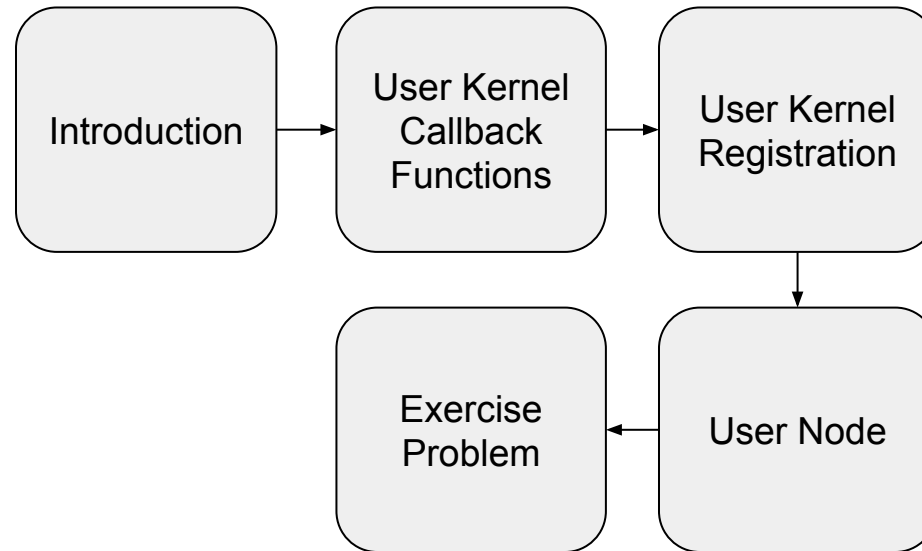 Introduction
User Kernel
Callback
Functions
User Kernel
Registration
User Node
Exercise
Problem